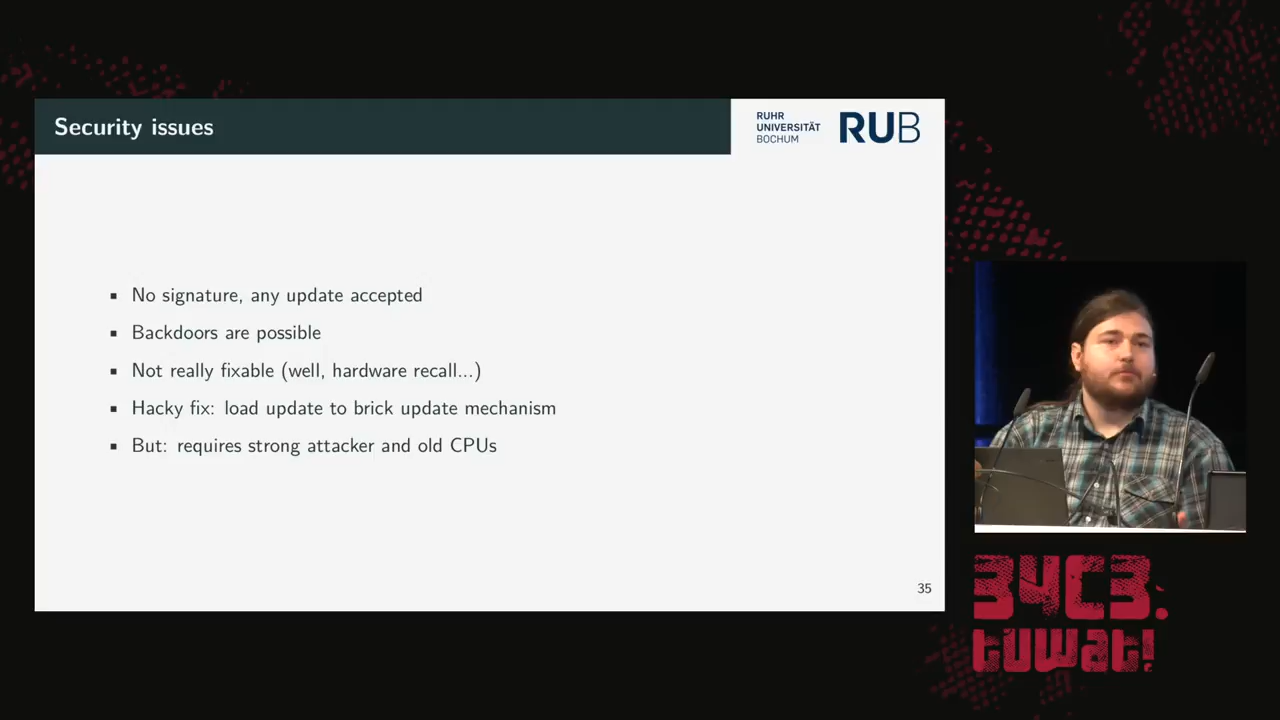 Security issues
RUHR
UNIVERSITÄT
BOCHUM
RUB
No signature, any update accepted
Backdoors are possible
Not really fixable (well, hardware recall...)
Hacky fix: load update to brick update mechanism
But: requires strong attacker and old CPUs
35
34C3.
tuwat!